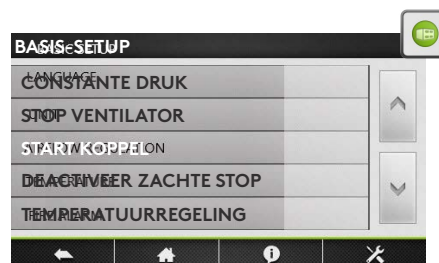 BASIS-SETUP
CONSTANTE DRUK
STOP VENTILATOR
START KOPPEL
DEACTIVEER ZACHTE STOP
TEMPERATUURREGELING